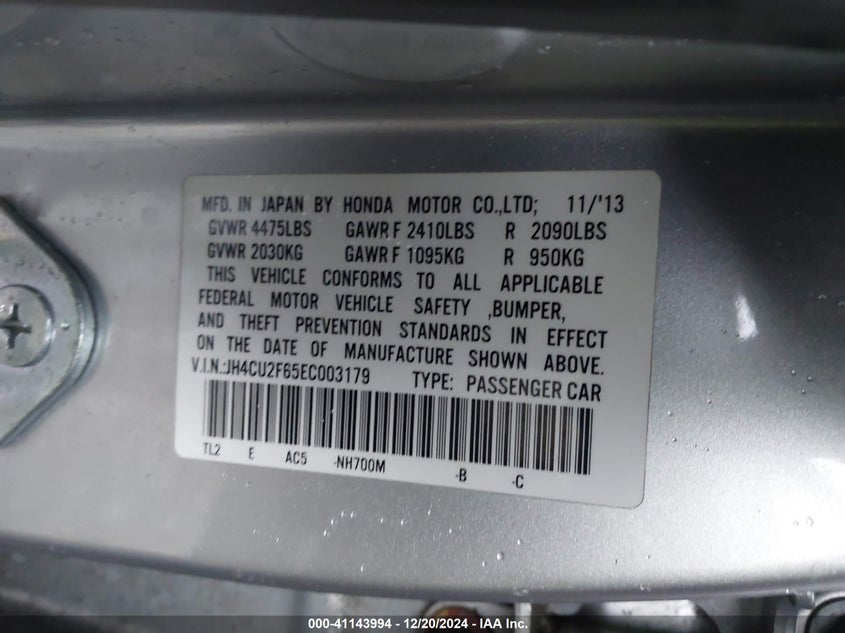 MFD. IN JAPAN BY HONDA MOTOR CO.,LTD; 11/'13
GVWR 4475LBS GAWR F 2410LBS R 2090LBS
GVWR 2030KG GAWR F 1095KG R 950KG
THIS VEHICLE CONFORMS TO ALL APPLICABLE
FEDERAL MOTOR VEHICLE SAFETY ,BUMPER,
AND THEFT PREVENTION STANDARDS IN EFFECT
ON THE DATE OF MANUFACTURE SHOWN ABOVE.
V.I.N.:JH4CU2F65EC003179 TYPE: PASSENGER CAR
TL2 E AC5 -NH700M -B -C
000-41143994 - 12/20/2024 - IAA Inc.